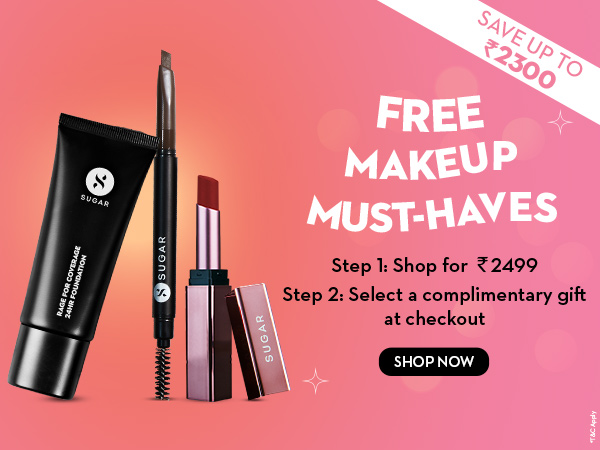 SAVE UP TO
₹2300
FREE
MAKEUP
MUST-HAVES
Step 1: Shop for ₹2499
Step 2: Select a complimentary gift
at checkout
SHOP NOW
SUGAR
RAGE FOR COVERAGE
24HR FOUNDATION
SUGAR
SUGAR
*T&C Apply